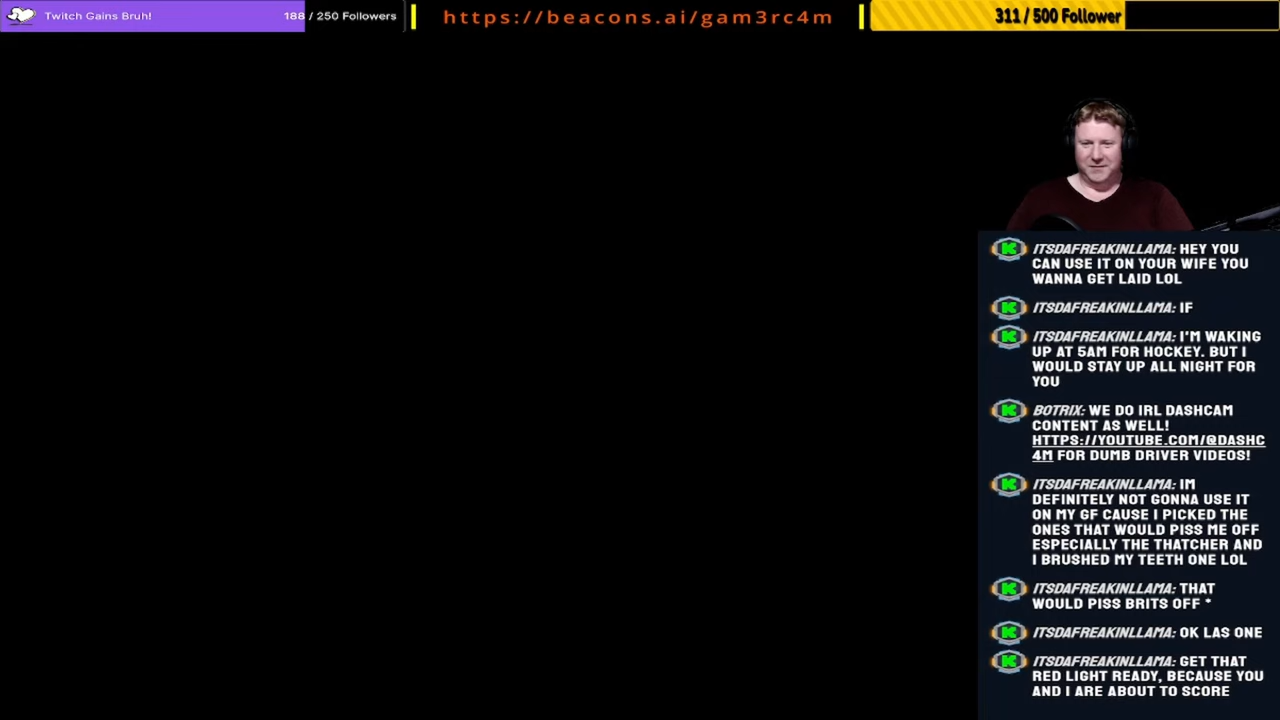 Twitch Gains Bruh!
188 / 250 Followers
https://beacons.ai/gam3rc4m
311 / 500 Follower
ITSDAFREAKINLLAMA: HEY YOU
CAN USE IT ON YOUR WIFE YOU
WANNA GET LAID LOL
ITSDAFREAKINLLAMA: IF
ITSDAFREAKINLLAMA: I'M WAKING
UP AT 5AM FOR HOCKEY. BUT I
WOULD STAY UP ALL NIGHT FOR
YOU
BOTRIX: WE DO IRL DASHCAM
CONTENT AS WELL!
HTTPS://YOUTUBE.COM/@DASHC
4M FOR DUMB DRIVER VIDEOS!
ITSDAFREAKINLLAMA: IM
DEFINITELY NOT GONNA USE IT
ON MY GF CAUSE I PICKED THE
ONES THAT WOULD PISS ME OFF
ESPECIALLY THE THATCHER AND
I BRUSHED MY TEETH ONE LOL
ITSDAFREAKINLLAMA: THAT
WOULD PISS BRITS OFF *
ITSDAFREAKINLLAMA: OK LAS ONE
ITSDAFREAKINLLAMA: GET THAT
RED LIGHT READY, BECAUSE YOU
AND I ARE ABOUT TO SCORE